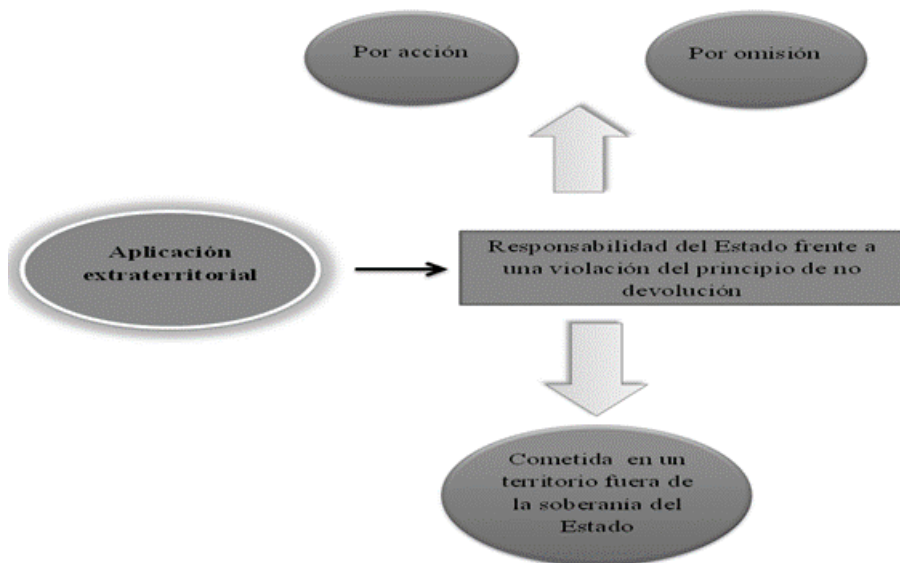 Por acción
Por omisión
Aplicación
extraterritorial
Responsabilidad del Estado frente a
una violación del principio de no
devolución
Cometida en un
territorio fuera de
la soberanía del
Estado